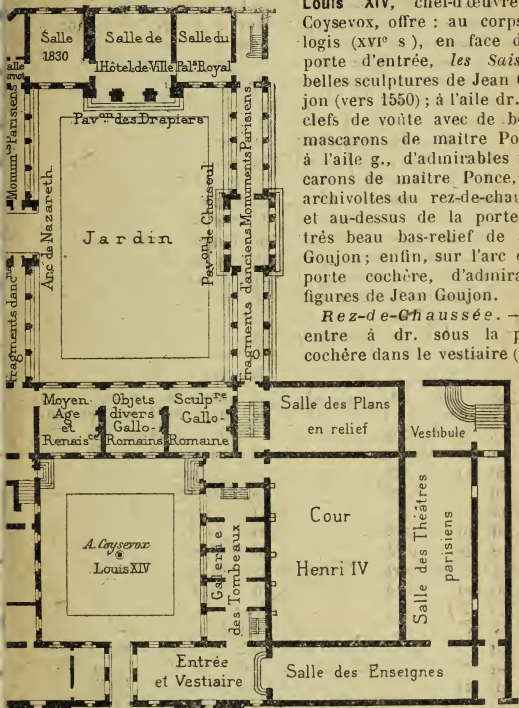 Salle
1830
Salle de
l'Hôtel de Ville
Salle du
Pal.s Royal
Pav.on des Drapiers
Monum.ts Parisiens
Fragments d'anc.ns
Anc. de Nazareth.
Jardin
Pav.on de Choiseul
Fragments d'anciens Monuments Parisiens
Moyen-
Age
et
Renais.ce
Objets
divers
Gallo-
Romains
Sculp.re
Gallo-
Romaine
Salle des Plans
en relief
Vestibule
A. Coysevox
Louis XIV
Galerie
des Tombeaux
Cour
Henri IV
Salle des Théâtres
parisiens
Entrée
et Vestiaire
Salle des Enseignes
Louis XIV, chef-d'œuvre
Coysevox, offre : au corps
logis (XVIe s), en face d
porte d'entrée, les Sais
belles sculptures de Jean G
jon (vers 1550) ; à l'aile dr.
clefs de voûte avec de b
mascarons de maître Po
à l'aile g., d'admirables
carons de maître Ponce,
archivoltes du rez-de-chau
et au-dessus de la porte
très beau bas-relief de
Goujon ; enfin, sur l'arc d
porte cochère, d'admira
figures de Jean Goujon.
Rez-de-Chaussée. —
entre à dr. sous la p
cochère dans le vestiaire (